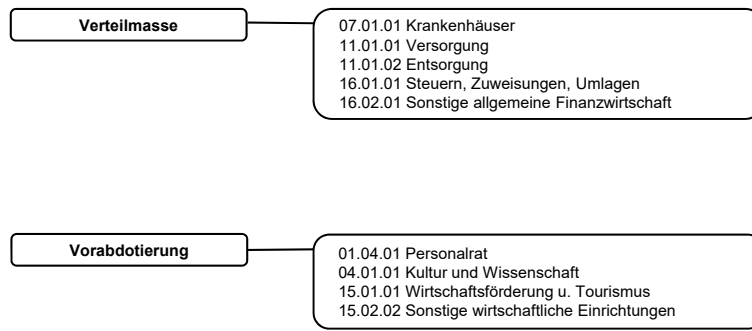 Verteilmasse
07.01.01 Krankenhäuser
11.01.01 Versorgung
11.01.02 Entsorgung
16.01.01 Steuern, Zuweisungen, Umlagen
16.02.01 Sonstige allgemeine Finanzwirtschaft
Vorabdotierung
01.04.01 Personalrat
04.01.01 Kultur und Wissenschaft
15.01.01 Wirtschaftsförderung u. Tourismus
15.02.02 Sonstige wirtschaftliche Einrichtungen